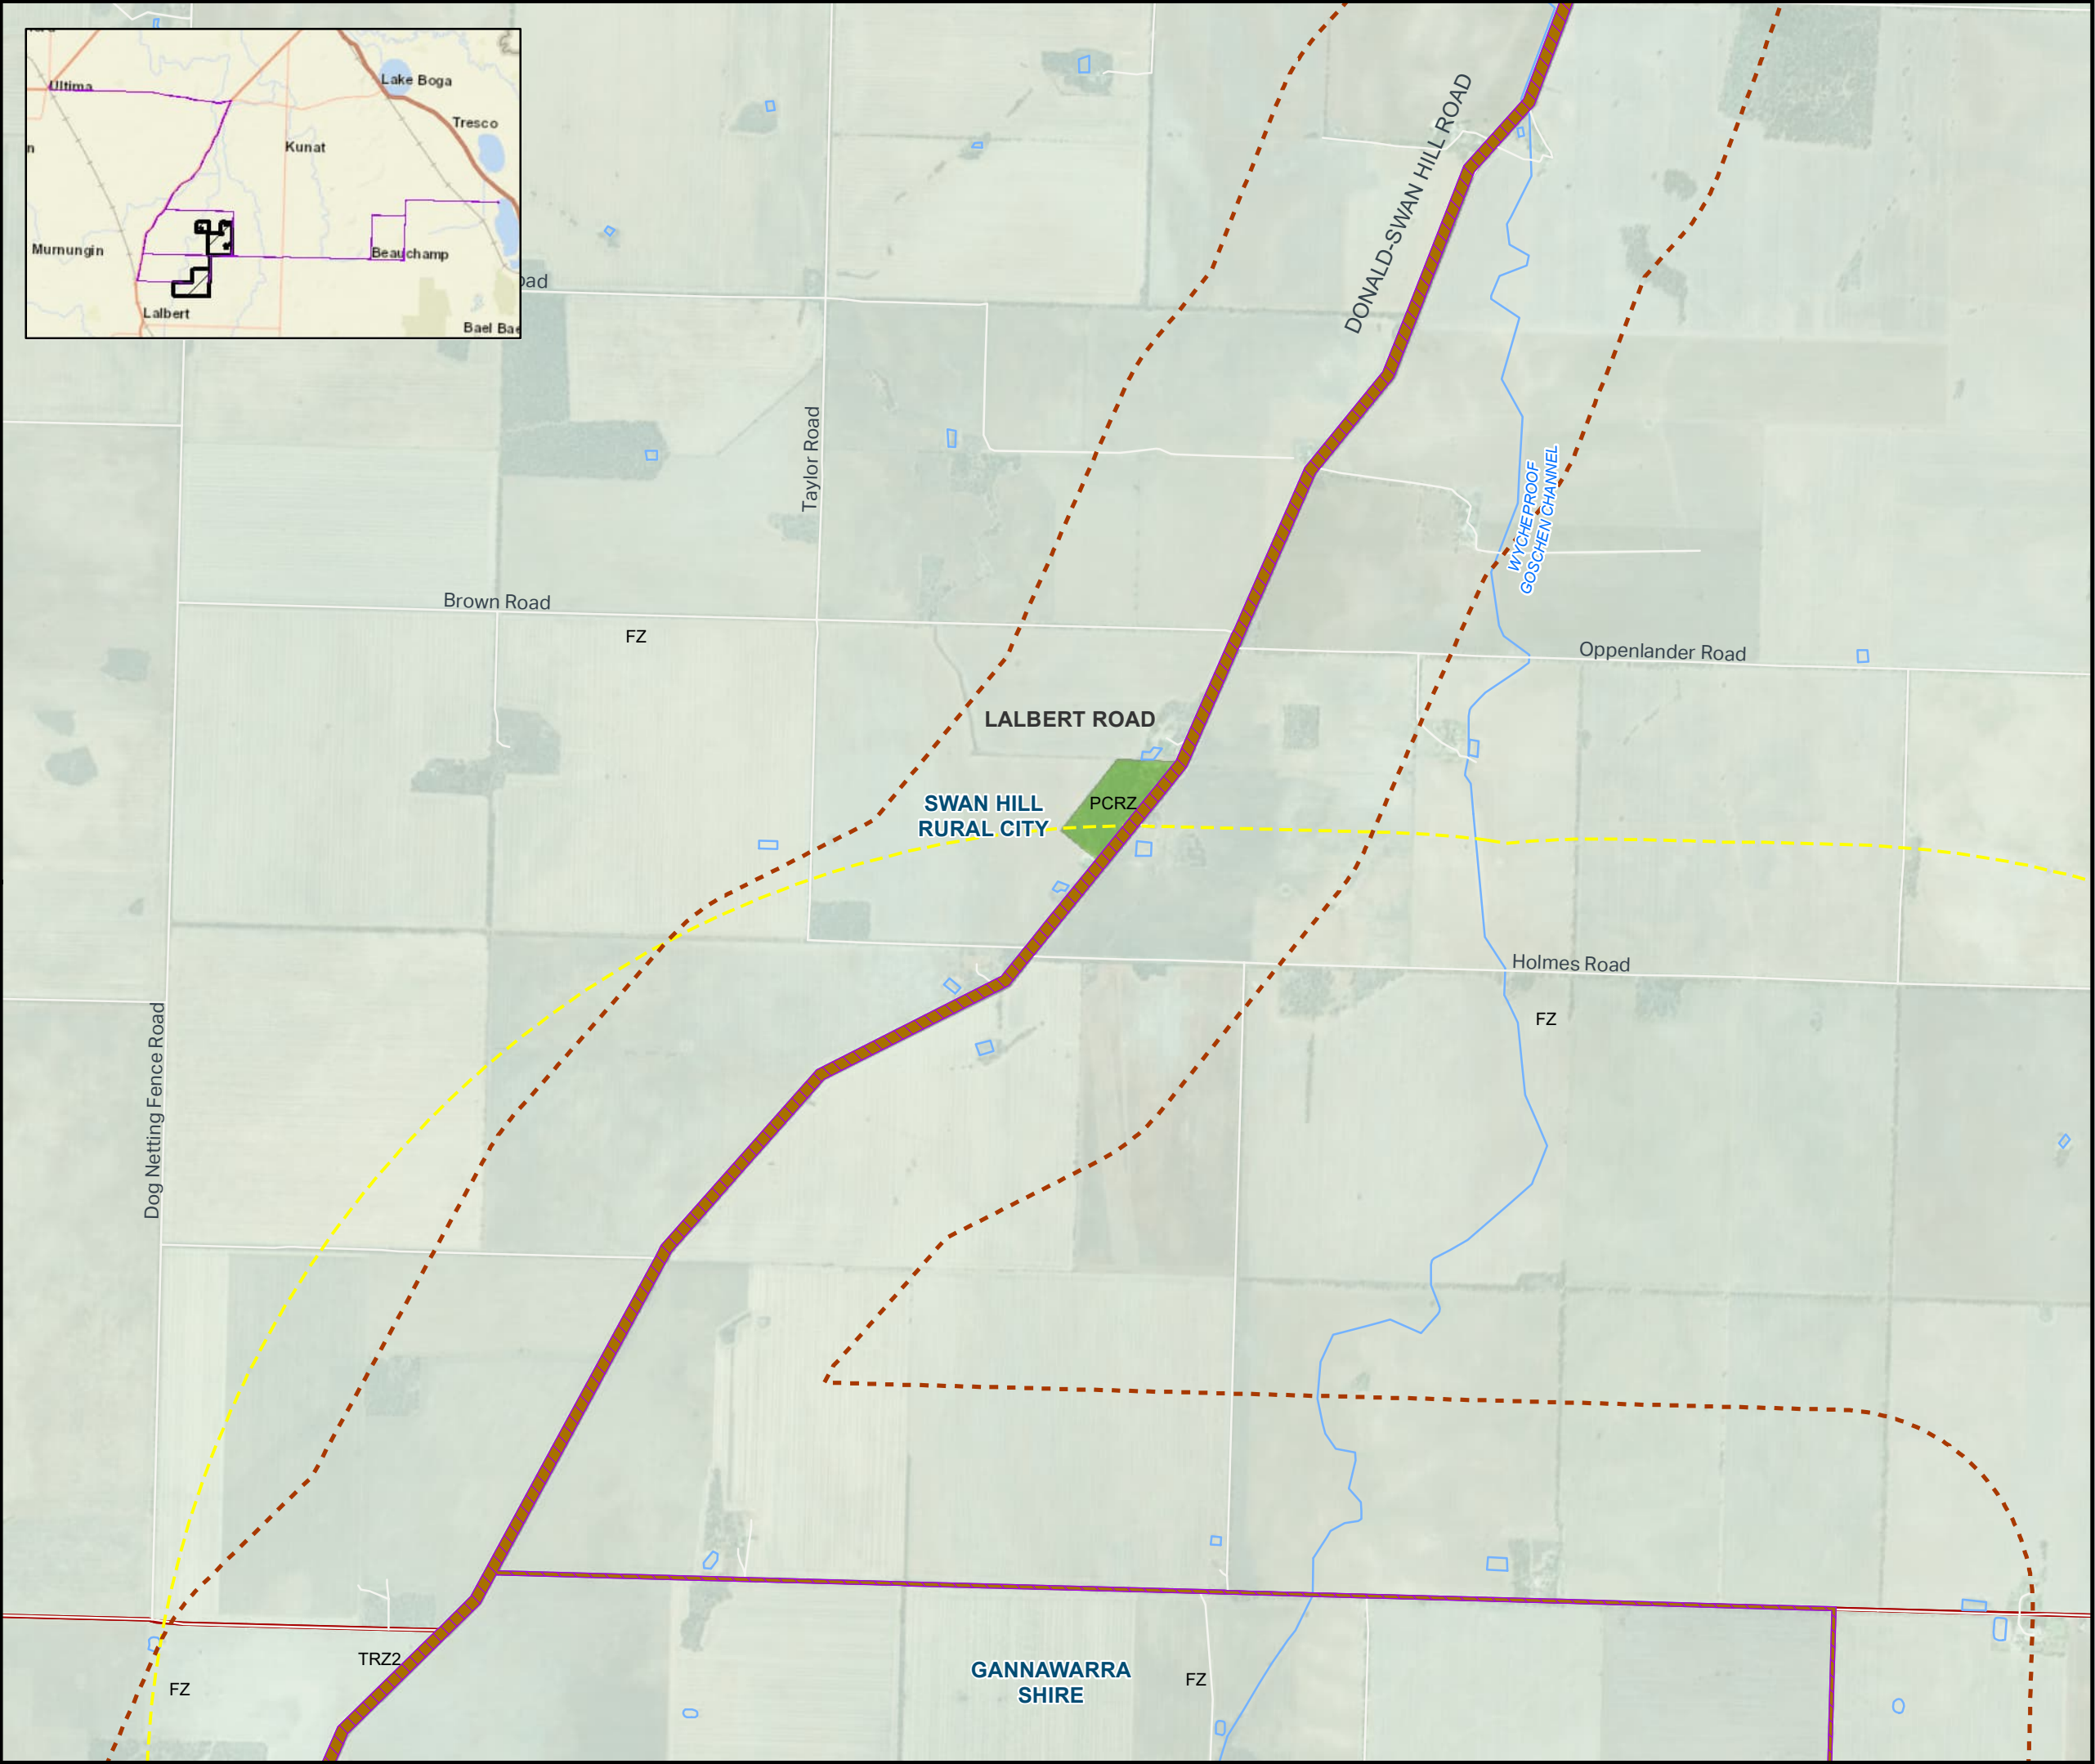 Ultima
Lake Boga
Tresco
Kunat
Murnungin
Beauchamp
Lalbert
Bael Bae
DONALD-SWAN HILL ROAD
Taylor Road
WYCHEPROOF
GOSCHEN CHANNEL
Brown Road
FZ
Oppenlander Road
LALBERT ROAD
SWAN HILL
RURAL CITY
PCRZ
Holmes Road
FZ
Dog Netting Fence Road
TRZ2
FZ
GANNAWARRA
SHIRE
FZ